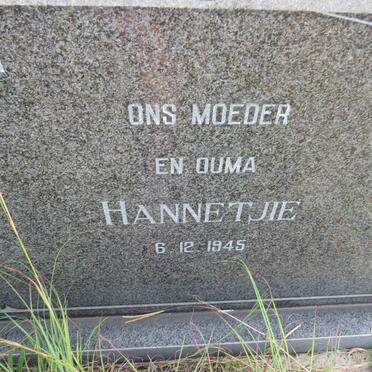 ONS MOEDER
EN OUMA
HANNETJIE
6.12.1945